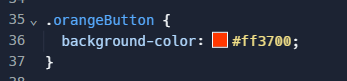 35 .orangeButton {
36 background-color: #ff3700;
37 }